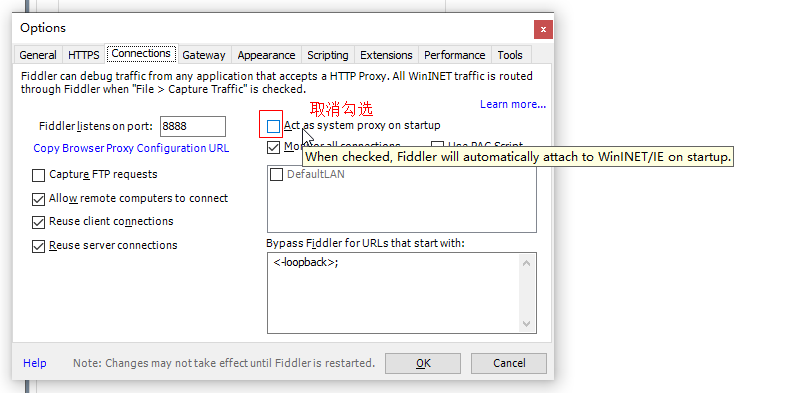 Options
x
General HTTPS Connections Gateway Appearance Scripting Extensions Performance Tools
Fiddler can debug traffic from any application that accepts a HTTP Proxy. All WinINET traffic is routed
through Fiddler when "File > Capture Traffic" is checked.
Learn more...
取消勾选
Fiddler listens on port: 8888
Act as system proxy on startup
Copy Browser Proxy Configuration URL
Monitor all connections
Use PAC Script
When checked, Fiddler will automatically attach to WinINET/IE on startup.
Capture FTP requests
DefaultLAN
Allow remote computers to connect
Reuse client connections
Reuse server connections
Bypass Fiddler for URLs that start with:
<-loopback>;
Help
Note: Changes may not take effect until Fiddler is restarted.
OK
Cancel